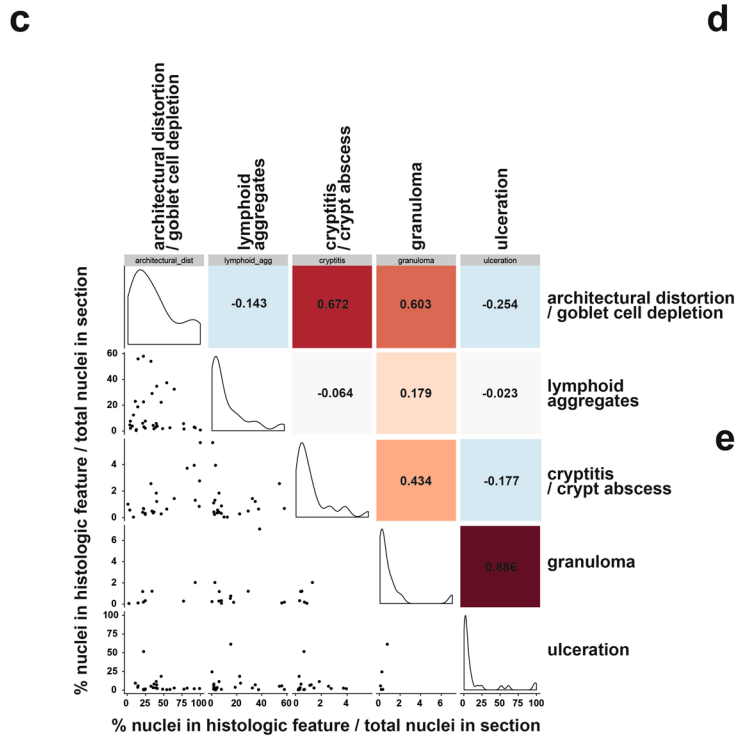 c
d
architectural distortion
/ goblet cell depletion
lymphoid
aggregates
cryptitis
/ crypt abscess
granuloma
ulceration
architectural_dist
lymphoid_agg
cryptitis
granuloma
ulceration
-0.143
0.672
0.603
-0.254
architectural distortion
/ goblet cell depletion
60
40
20
0
-0.064
0.179
-0.023
lymphoid
aggregates
e
4
2
0
0.434
-0.177
cryptitis
/ crypt abscess
6
4
2
0
0.886
granuloma
100
75
50
25
0
ulceration
0 25 50 75 100
0 20 40 60
0 2 4
0 2 4 6
0 25 50 75 100
% nuclei in histologic feature / total nuclei in section
% nuclei in histologic feature / total nuclei in section